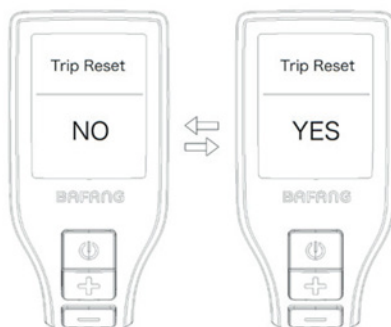 Trip Reset
NO
BAFANG
Trip Reset
YES
BAFANG